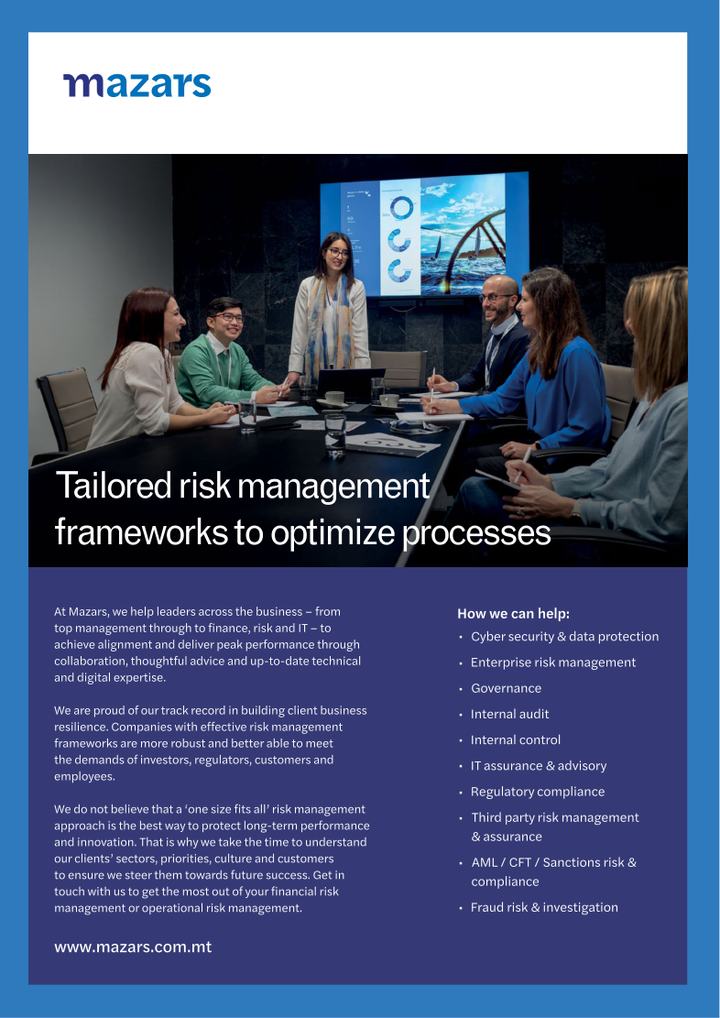 mazars
Tailored risk management
frameworks to optimize processes
At Mazars, we help leaders across the business – from
top management through to finance, risk and IT – to
achieve alignment and deliver peak performance through
collaboration, thoughtful advice and up-to-date technical
and digital expertise.
We are proud of our track record in building client business
resilience. Companies with effective risk management
frameworks are more robust and better able to meet
the demands of investors, regulators, customers and
employees.
We do not believe that a ‘one size fits all’ risk management
approach is the best way to protect long-term performance
and innovation. That is why we take the time to understand
our clients’ sectors, priorities, culture and customers
to ensure we steer them towards future success. Get in
touch with us to get the most out of your financial risk
management or operational risk management.
www.mazars.com.mt
How we can help:
• Cyber security & data protection
• Enterprise risk management
• Governance
• Internal audit
• Internal control
• IT assurance & advisory
• Regulatory compliance
• Third party risk management
& assurance
• AML / CFT / Sanctions risk &
compliance
• Fraud risk & investigation